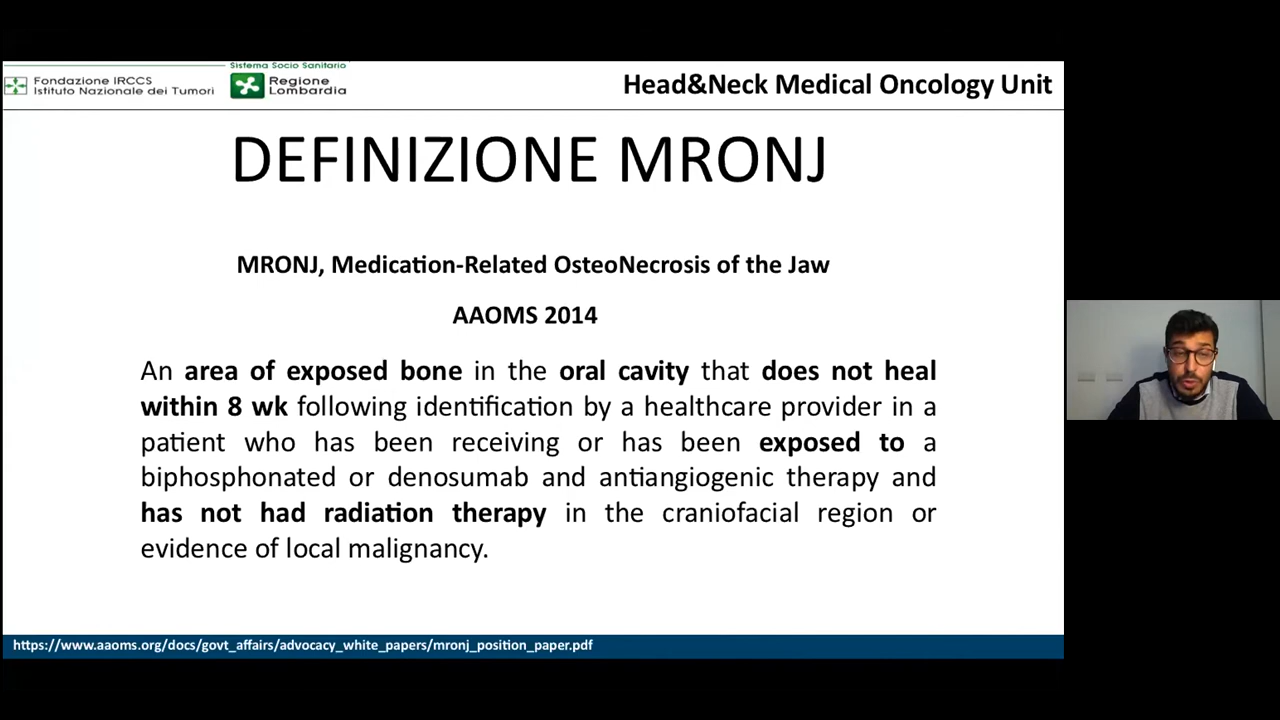 Sistema Socio Sanitario
Fondazione IRCCS
Istituto Nazionale dei Tumori
Regione
Lombardia
Head&Neck Medical Oncology Unit
DEFINIZIONE MRONJ
MRONJ, Medication-Related OsteoNecrosis of the Jaw
AAOMS 2014
An area of exposed bone in the oral cavity that does not heal
within 8 wk following identification by a healthcare provider in a
patient who has been receiving or has been exposed to a
biphosphonated or denosumab and antiangiogenic therapy and
has not had radiation therapy in the craniofacial region or
evidence of local malignancy.
https://www.aaoms.org/docs/govt_affairs/advocacy_white_papers/mronj_position_paper.pdf